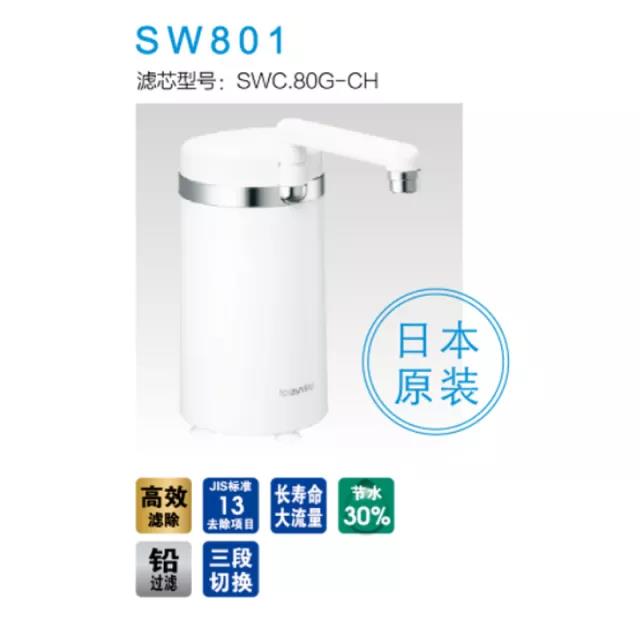 SW801
滤芯型号：SWC.80G-CH
日本
原装
高效
滤除
JIS标准
13
去除项目
长寿命
大流量
节水
30%
铅
过滤
三段
切换